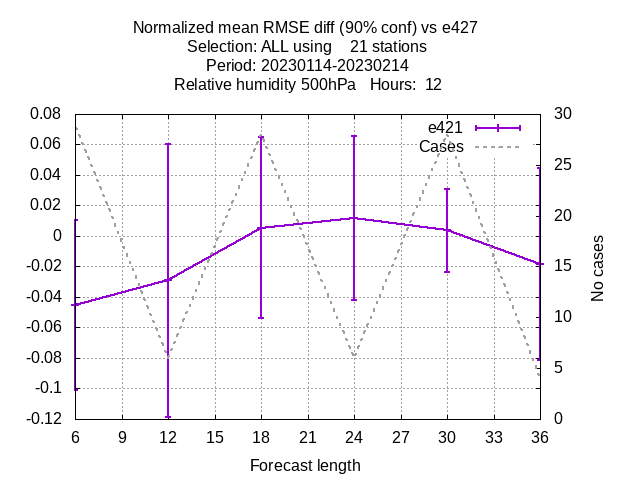 Normalized mean RMSE diff (90% conf) vs e427
Selection: ALL using 21 stations
Period: 20230114-20230214
Relative humidity 500hPa Hours: 12
0.08
0.06
0.04
0.02
0
-0.02
-0.04
-0.06
-0.08
-0.1
-0.12
e421
Cases
30
25
20
15
10
5
0
No cases
6 9 12 15 18 21 24 27 30 33 36
Forecast length